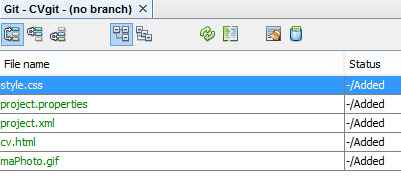 Git - CVgit - (no branch) ×
File name Status
style.css -/Added
project.properties -/Added
project.xml -/Added
cv.html -/Added
maPhoto.gif -/Added